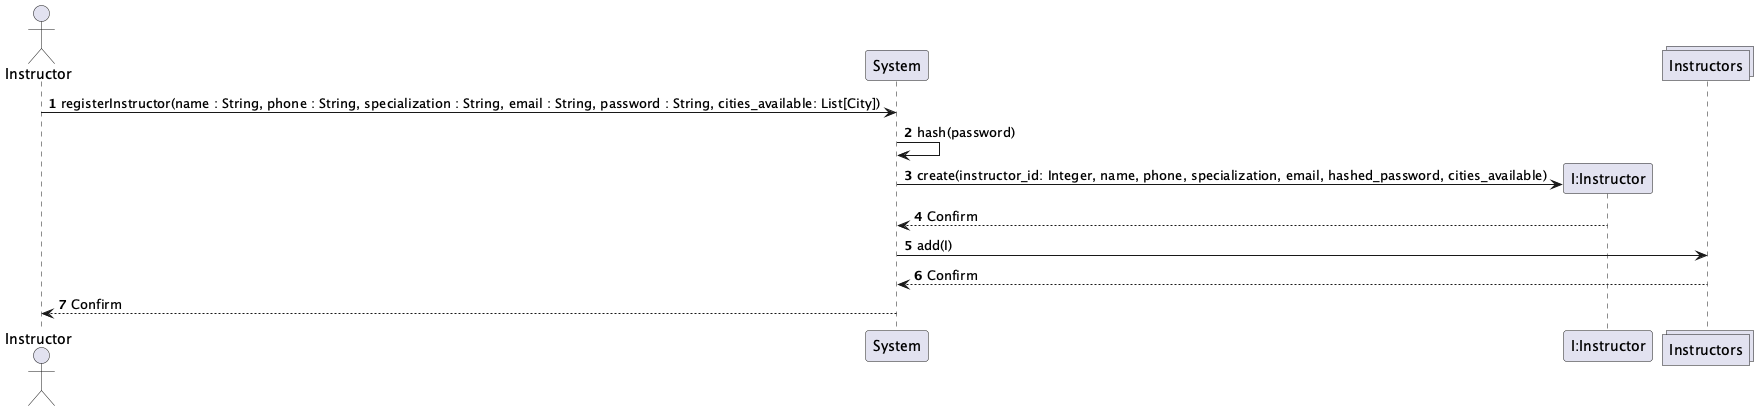 Instructor
System
Instructors
1 registerInstructor(name : String, phone : String, specialization : String, email : String, password : String, cities_available: List[City])
2 hash(password)
3 create(instructor_id: Integer, name, phone, specialization, email, hashed_password, cities_available)
I:Instructor
4 Confirm
5 add(I)
6 Confirm
7 Confirm
Instructor
System
I:Instructor
Instructors